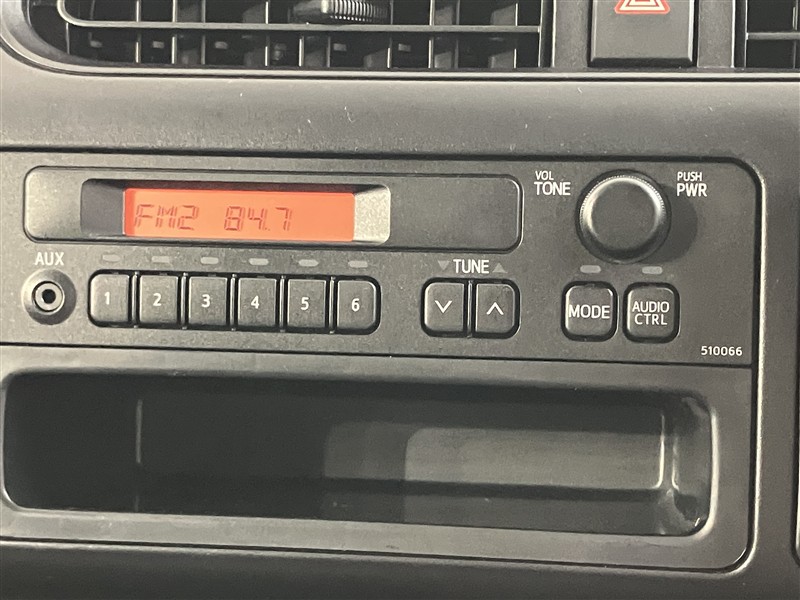 VOL
TONE
PUSH
PWR
FM2 84.7
AUX
TUNE
1 2 3 4 5 6
MODE
AUDIO
CTRL
510066